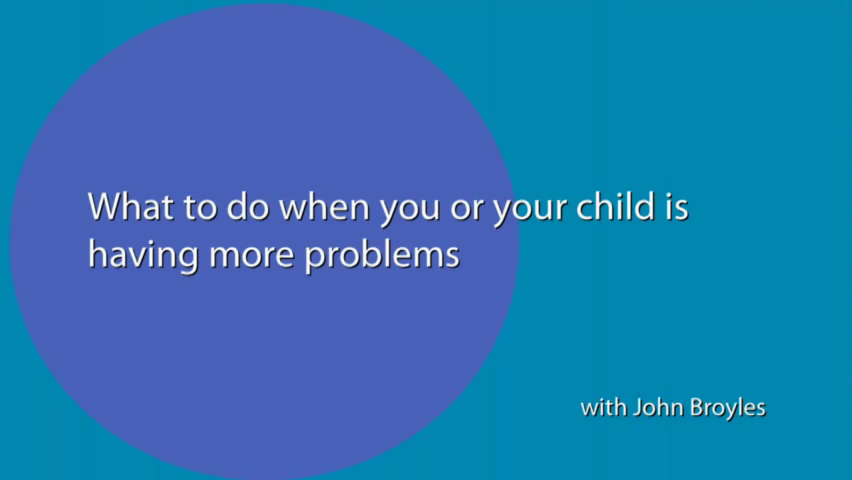 What to do when you or your child is
having more problems
with John Broyles